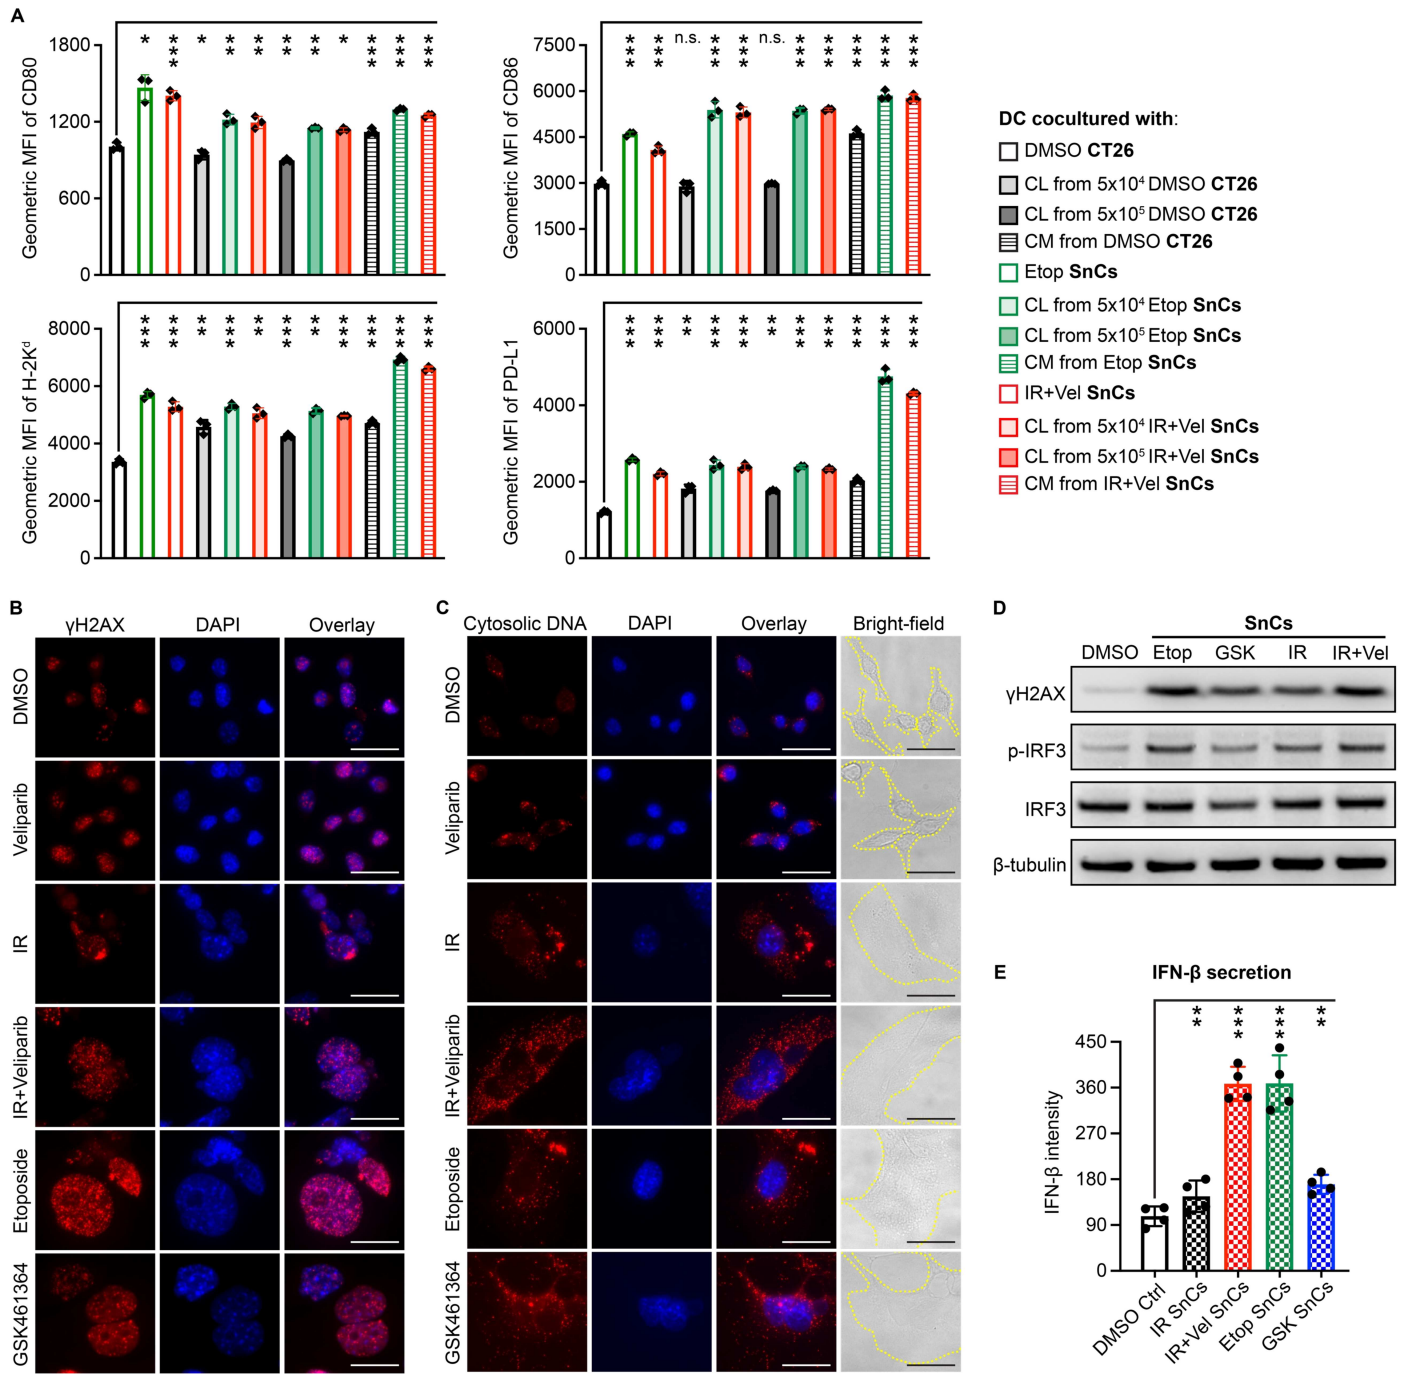 A
Geometric MFI of CD80
1800
1200
600
0
* *** * ** ** ** ** * *** *** ***
Geometric MFI of CD86
7500
6000
4500
3000
1500
0
*** *** n.s. *** *** n.s. *** *** *** *** ***
Geometric MFI of H-2Kᵈ
8000
6000
4000
2000
0
*** *** ** *** ** ** ** *** ** *** ***
Geometric MFI of PD-L1
6000
4000
2000
0
*** *** ** *** *** ** *** *** *** *** ***
DC cocultured with:
DMSO CT26
CL from 5x10⁴ DMSO CT26
CL from 5x10⁵ DMSO CT26
CM from DMSO CT26
Etop SnCs
CL from 5x10⁴ Etop SnCs
CL from 5x10⁵ Etop SnCs
CM from Etop SnCs
IR+Vel SnCs
CL from 5x10⁴ IR+Vel SnCs
CL from 5x10⁵ IR+Vel SnCs
CM from IR+Vel SnCs
B
γH2AX DAPI Overlay
DMSO
Veliparib
IR
IR+Veliparib
Etoposide
GSK461364
C
Cytosolic DNA DAPI Overlay Bright-field
DMSO
Veliparib
IR
IR+Veliparib
Etoposide
GSK461364
D
SnCs
DMSO Etop GSK IR IR+Vel
γH2AX
p-IRF3
IRF3
β-tubulin
E
IFN-β secretion
** *** *** **
IFN-β intensity
450
360
270
180
90
0
DMSO Ctrl
IR SnCs
IR+Vel SnCs
Etop SnCs
GSK SnCs